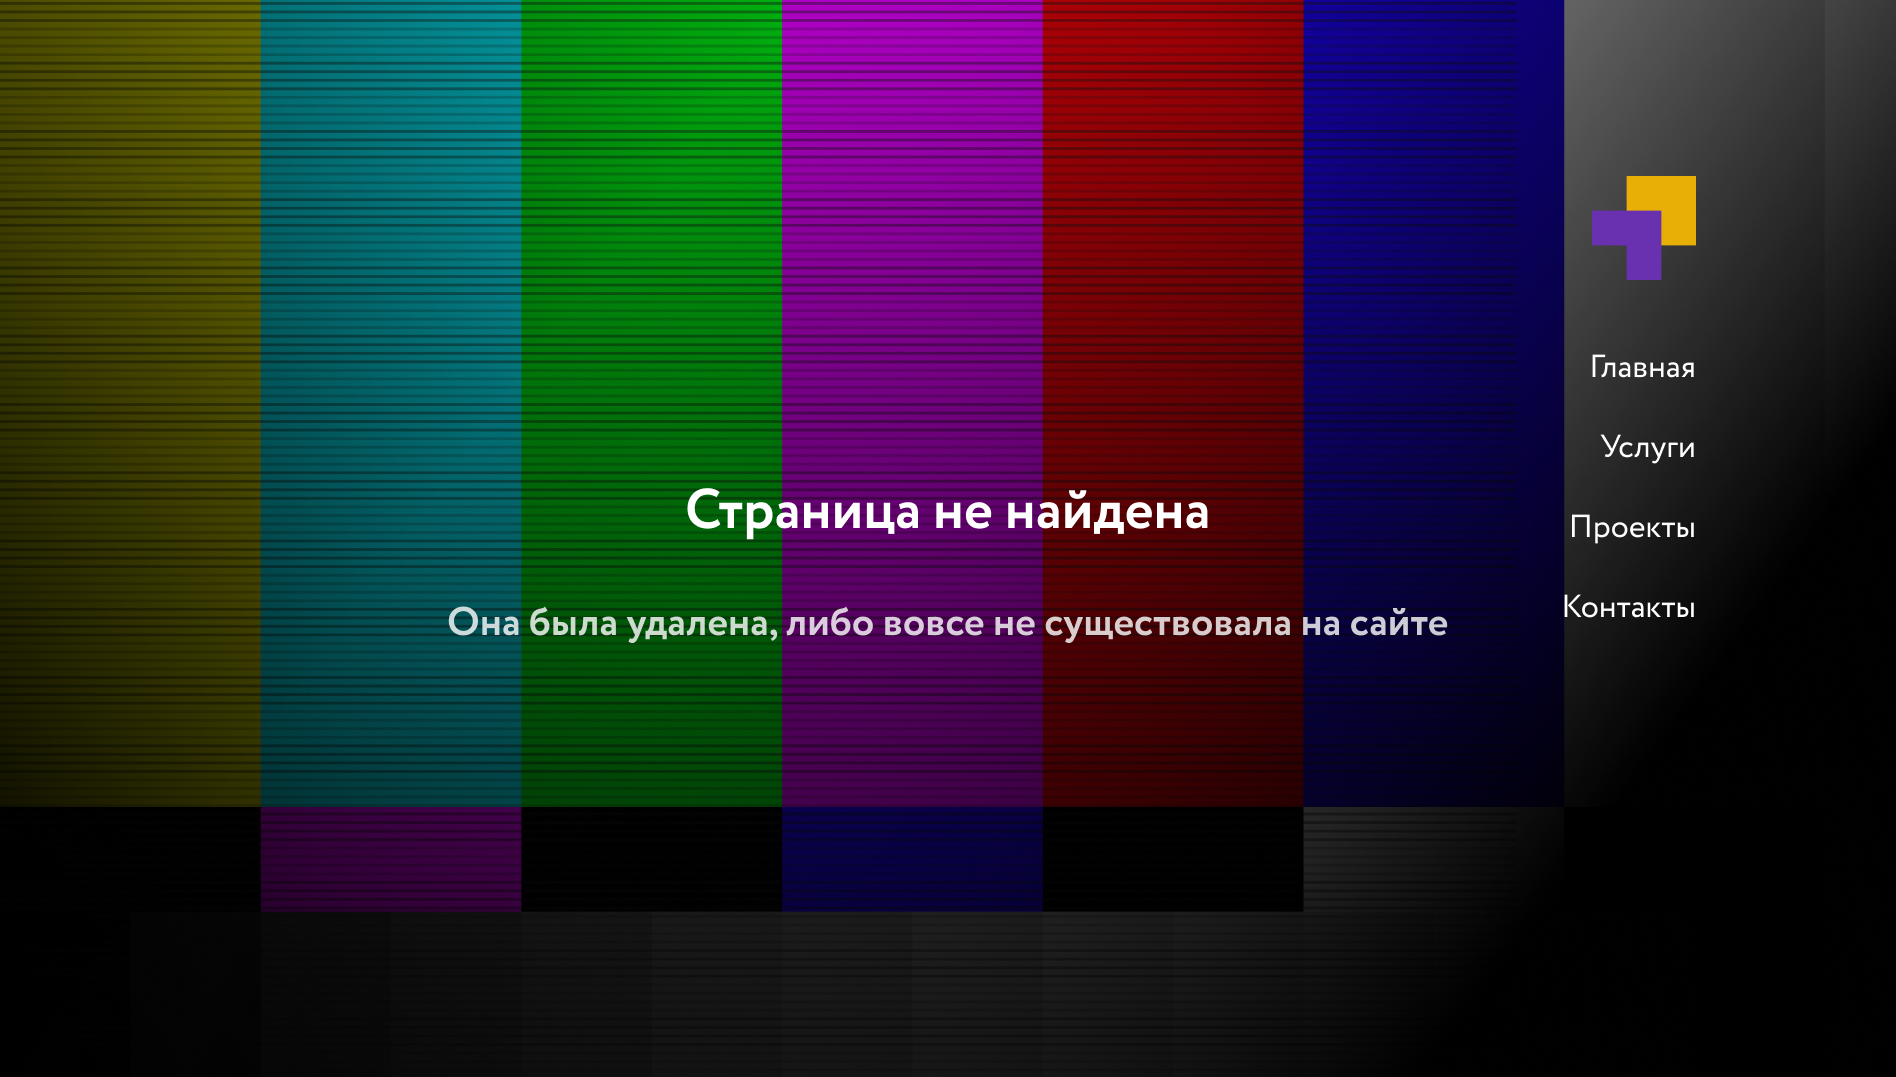 Главная
Услуги
Страница не найдена
Проекты
Она была удалена, либо вовсе не существовала на сайте
Контакты